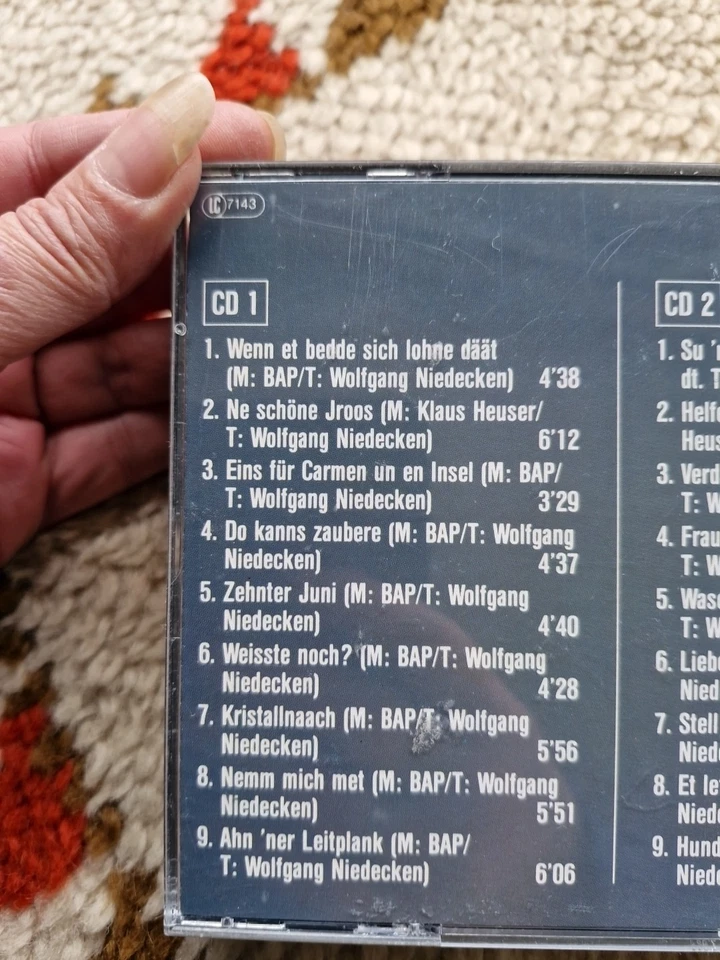 LC 7143
CD 1
1. Wenn et bedde sich lohne däät
(M: BAP/T: Wolfgang Niedecken) 4'38
2. Ne schöne Jroos (M: Klaus Heuser/
T: Wolfgang Niedecken) 6'12
3. Eins für Carmen un en Insel (M: BAP/
T: Wolfgang Niedecken) 3'29
4. Do kanns zaubere (M: BAP/T: Wolfgang
Niedecken) 4'37
5. Zehnter Juni (M: BAP/T: Wolfgang
Niedecken) 4'40
6. Weisste noch? (M: BAP/T: Wolfgang
Niedecken) 4'28
7. Kristallnaach (M: BAP/T: Wolfgang
Niedecken) 5'56
8. Nemm mich met (M: BAP/T: Wolfgang
Niedecken) 5'51
9. Ahn 'ner Leitplank (M: BAP/
T: Wolfgang Niedecken) 6'06
CD 2
1. Su
dt.
2.
Heus
3. Verd
T: W
4. Frau
T: W
5. Wasc
T: W
6. Liebe
Nied
7. Stell
Niede
8. Et
Niede
9. Hund
Niede